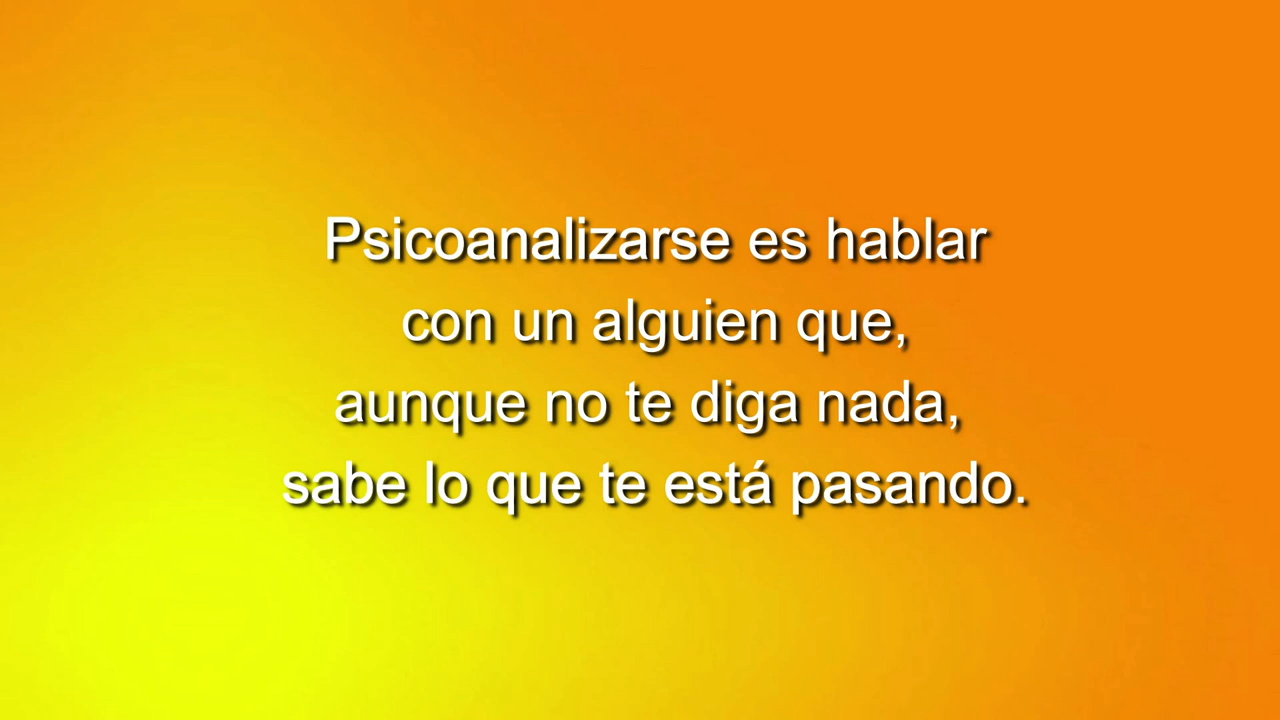 Psicoanalizarse es hablar
con un alguien que,
aunque no te diga nada,
sabe lo que te está pasando.